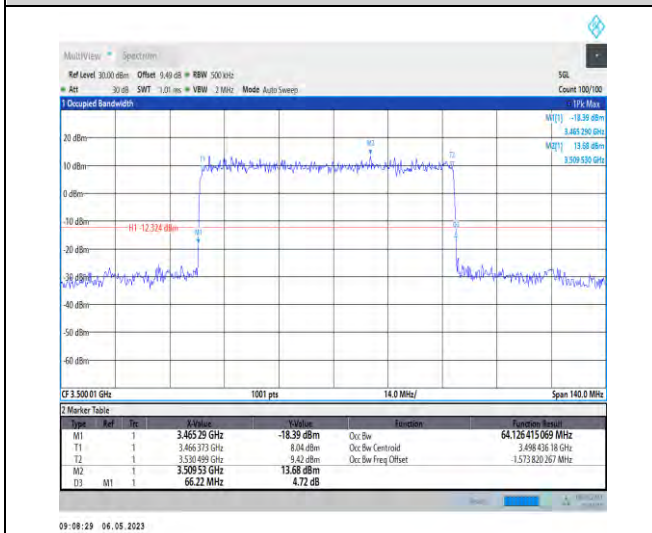 MultiView Spectrum
Ref Level 30.00 dBm Offset 9.49 dB RBW 500 kHz SGL
Att 30 dB SWT 1.01 ms VBW 2 MHz Mode Auto Sweep Count 100/100
1 Occupied Bandwidth 1Pk Max
M1[1] -18.39 dBm
3.465 290 GHz
M2[1] 13.68 dBm
3.509 530 GHz
20 dBm
M2
T1
T2
10 dBm
0 dBm
-10 dBm
H1 -12.324 dBm
M1
D3
-20 dBm
-30 dBm
-40 dBm
-50 dBm
-60 dBm
CF 3.500 01 GHz 1001 pts 14.0 MHz/ Span 140.0 MHz
2 Marker Table
Type Ref Trc X-Value Y-Value Function Function Result
M1 1 3.465 29 GHz -18.39 dBm Occ Bw 64.126 415 069 MHz
T1 1 3.466 373 GHz 8.04 dBm Occ Bw Centroid 3.498 436 18 GHz
T2 1 3.530 499 GHz 9.42 dBm Occ Bw Freq Offset -1.573 820 267 MHz
M2 1 3.509 53 GHz 13.68 dBm
D3 M1 1 66.22 MHz 4.72 dB
09:08:29 06.05.2023